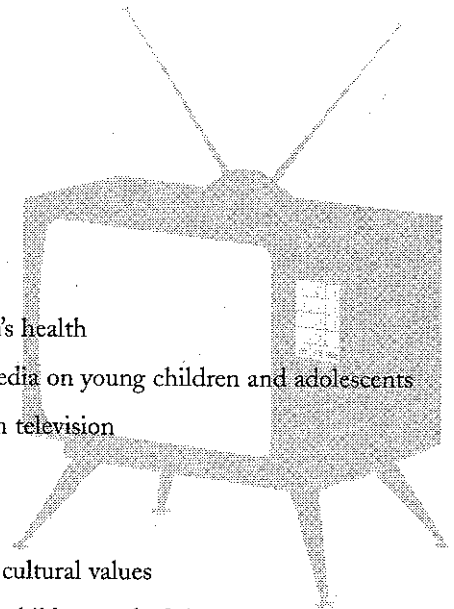 's health
edia on young children and adolescents
n television
cultural values